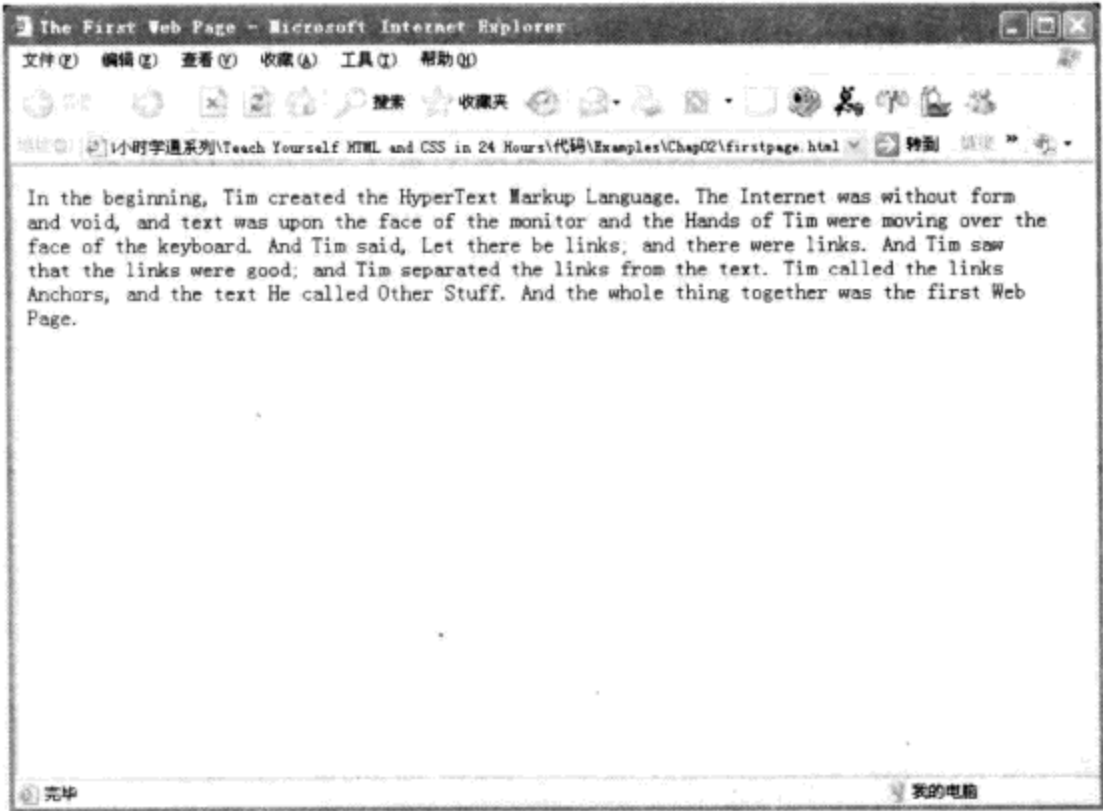 The First Web Page - Microsoft Internet Explorer
文件(F) 编辑(E) 查看(V) 收藏(A) 工具(T) 帮助(H)
搜索 收藏夹
小时学通系列\Teach Yourself HTML and CSS in 24 Hours\代码\Examples\Chap02\firstpage.html 转到 链接 »
In the beginning, Tim created the HyperText Markup Language. The Internet was without form
and void, and text was upon the face of the monitor and the Hands of Tim were moving over the
face of the keyboard. And Tim said, Let there be links; and there were links. And Tim saw
that the links were good; and Tim separated the links from the text. Tim called the links
Anchors, and the text He called Other Stuff. And the whole thing together was the first Web
Page.
完毕 我的电脑